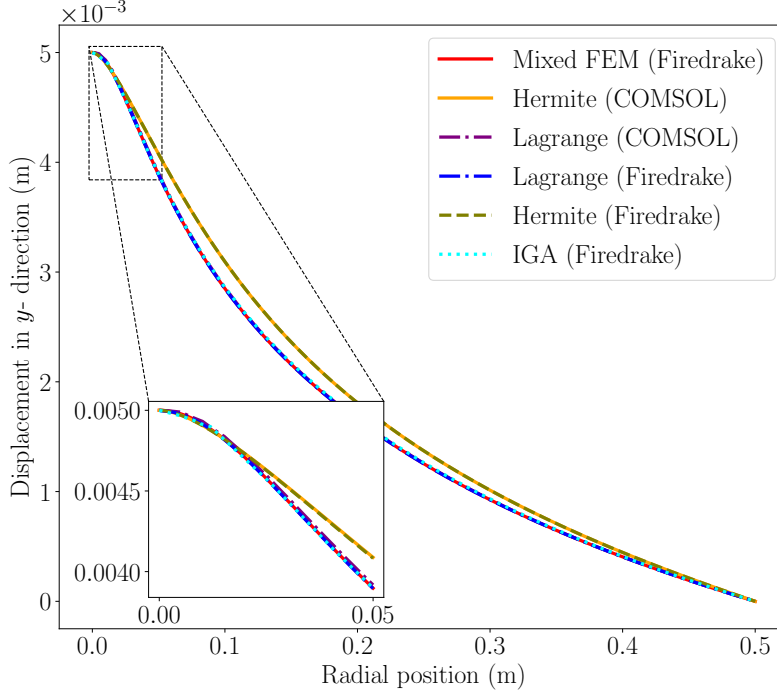 ×10⁻³
5
4
3
2
1
0
Displacement in y- direction (m)
Mixed FEM (Firedrake)
Hermite (COMSOL)
Lagrange (COMSOL)
Lagrange (Firedrake)
Hermite (Firedrake)
IGA (Firedrake)
0.0050
0.0045
0.0040
0.00 0.05
0.0 0.1 0.2 0.3 0.4 0.5
Radial position (m)